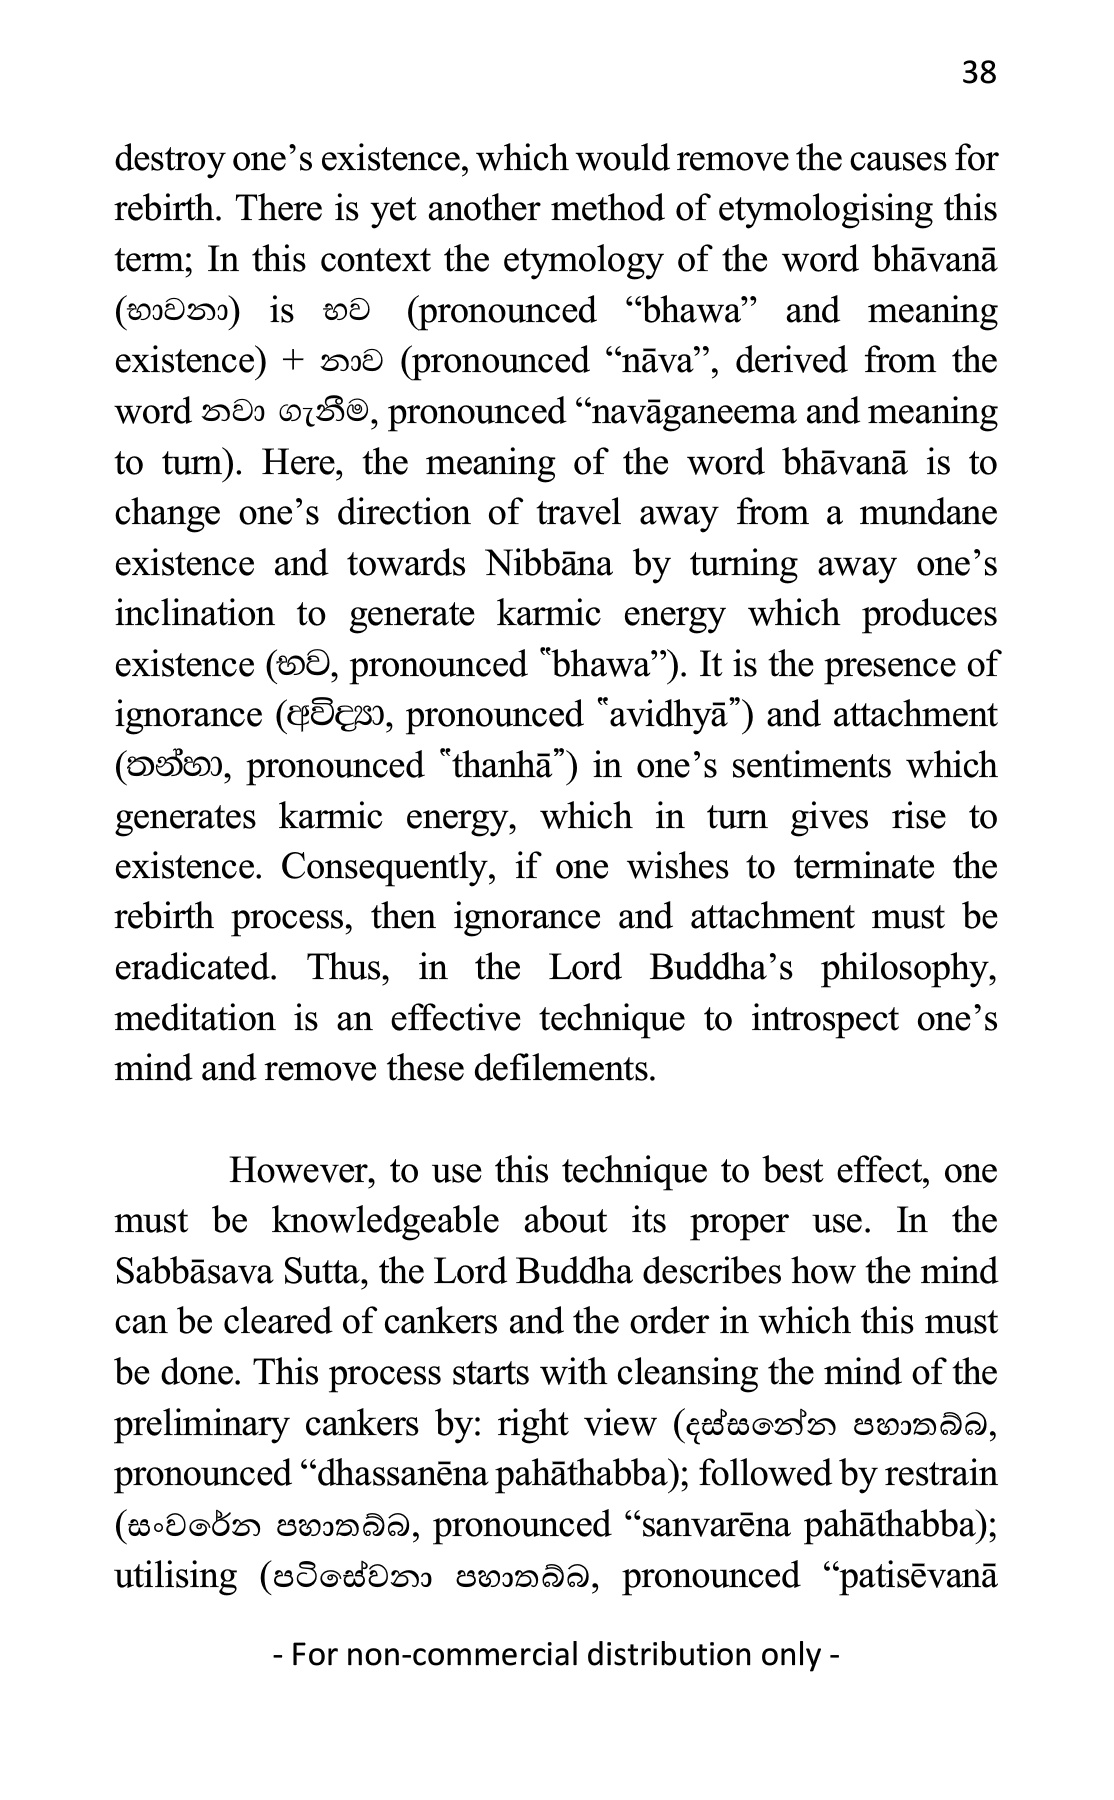 38
destroy one’s existence, which would remove the causes for
rebirth. There is yet another method of etymologising this
term; In this context the etymology of the word bhāvanā
(භාවනා) is භව (pronounced “bhawa” and meaning
existence) + නාව (pronounced “nāva”, derived from the
word නවා ගැනීම, pronounced “navāganeema and meaning
to turn). Here, the meaning of the word bhāvanā is to
change one’s direction of travel away from a mundane
existence and towards Nibbāna by turning away one’s
inclination to generate karmic energy which produces
existence (භව, pronounced “bhawa”). It is the presence of
ignorance (අවිද්‍යා, pronounced “avidhyā”) and attachment
(තන්හා, pronounced “thanhā”) in one’s sentiments which
generates karmic energy, which in turn gives rise to
existence. Consequently, if one wishes to terminate the
rebirth process, then ignorance and attachment must be
eradicated. Thus, in the Lord Buddha’s philosophy,
meditation is an effective technique to introspect one’s
mind and remove these defilements.
However, to use this technique to best effect, one
must be knowledgeable about its proper use. In the
Sabbāsava Sutta, the Lord Buddha describes how the mind
can be cleared of cankers and the order in which this must
be done. This process starts with cleansing the mind of the
preliminary cankers by: right view (දස්සනේන පහාතබ්බ,
pronounced “dhassanēna pahāthabba); followed by restrain
(සංවරේන පහාතබ්බ, pronounced “sanvarēna pahāthabba);
utilising (පටිසේවනා පහාතබ්බ, pronounced “patisēvanā
- For non-commercial distribution only -